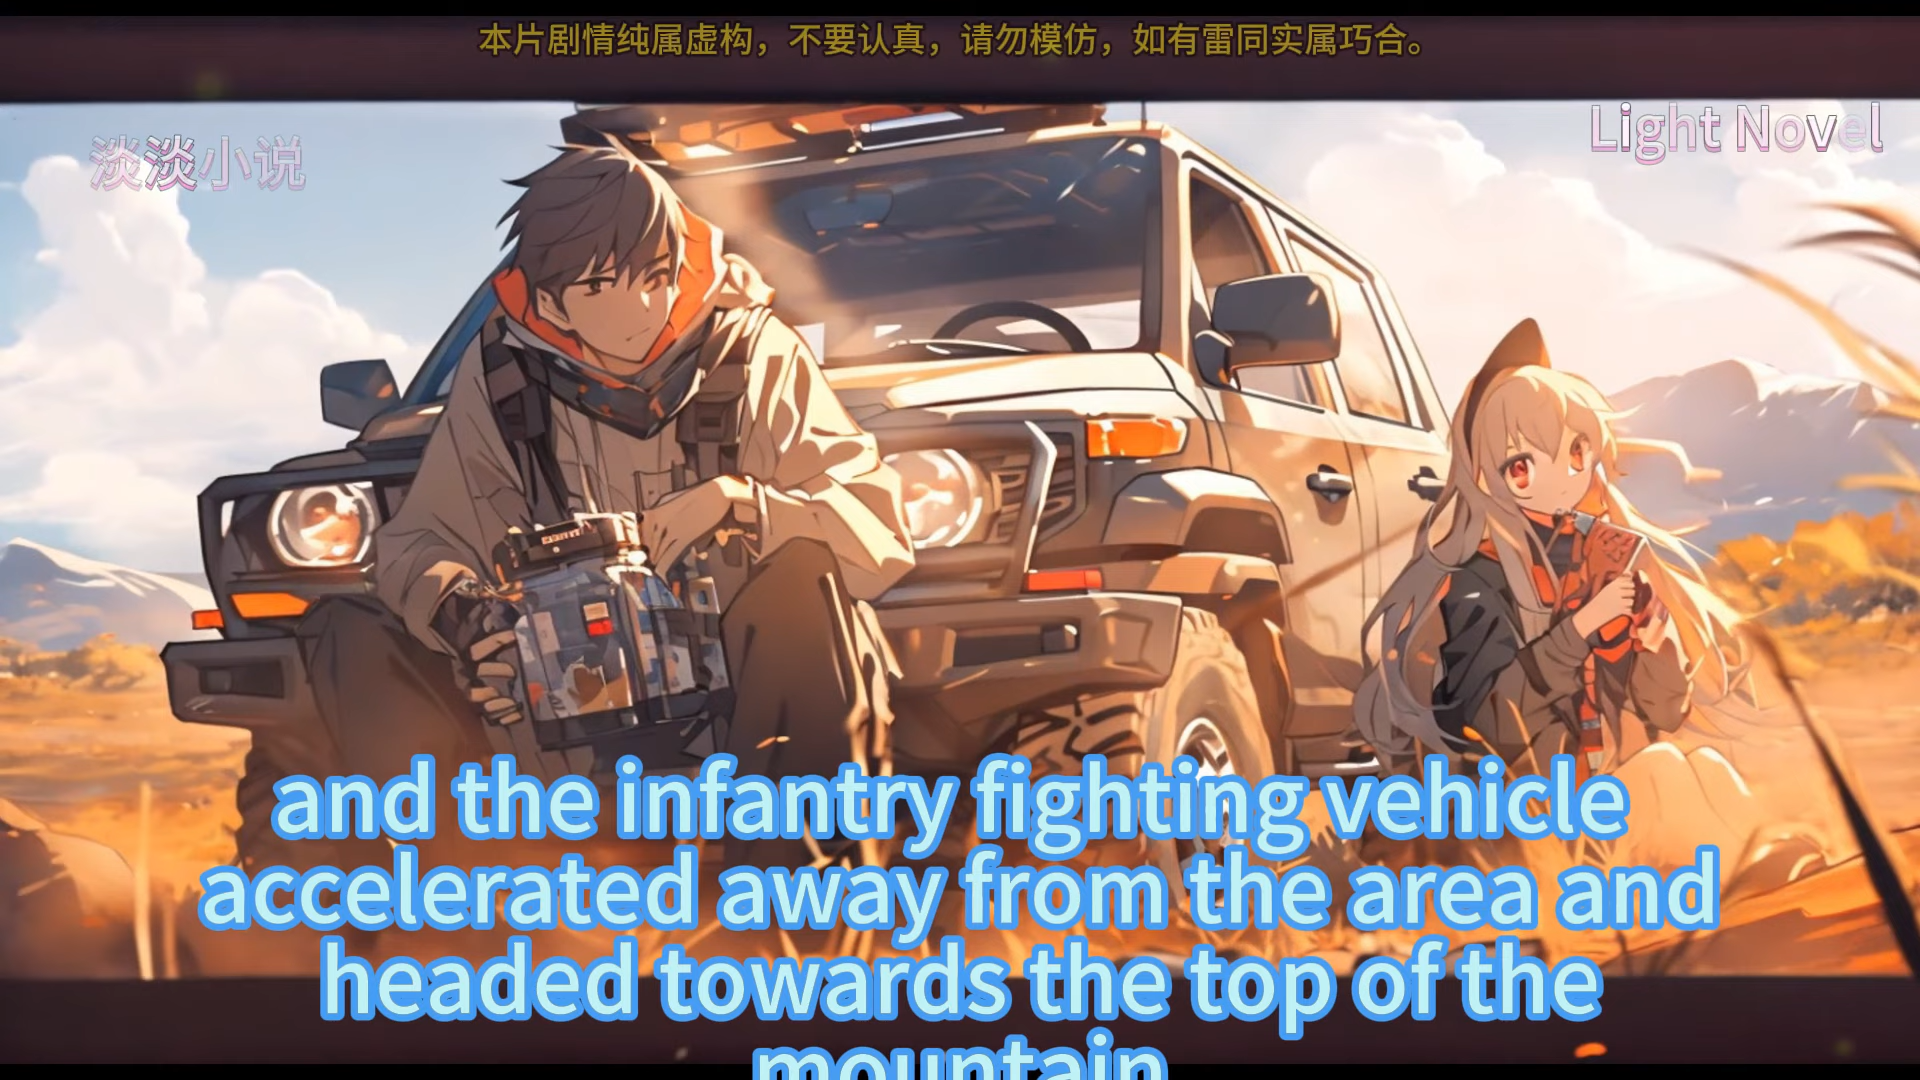 本片剧情纯属虚构，不要认真，请勿模仿，如有雷同实属巧合。
淡淡小说
Light Novel
and the infantry fighting vehicle
accelerated away from the area and
headed towards the top of the
mountain